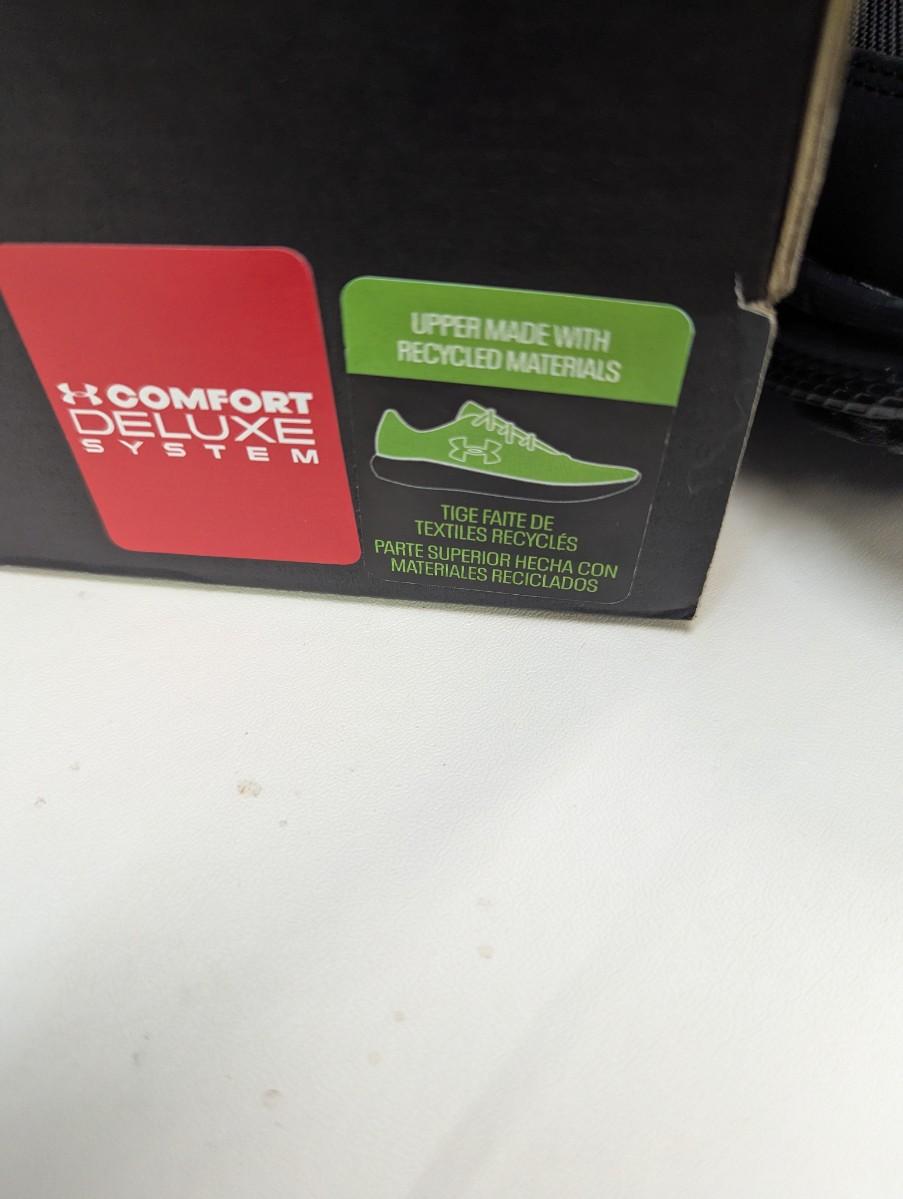 COMFORT
DELUXE
SYSTEM
UPPER MADE WITH
RECYCLED MATERIALS
TIGE FAITE DE
TEXTILES RECYCLÉS
PARTE SUPERIOR HECHA CON
MATERIALES RECICLADOS